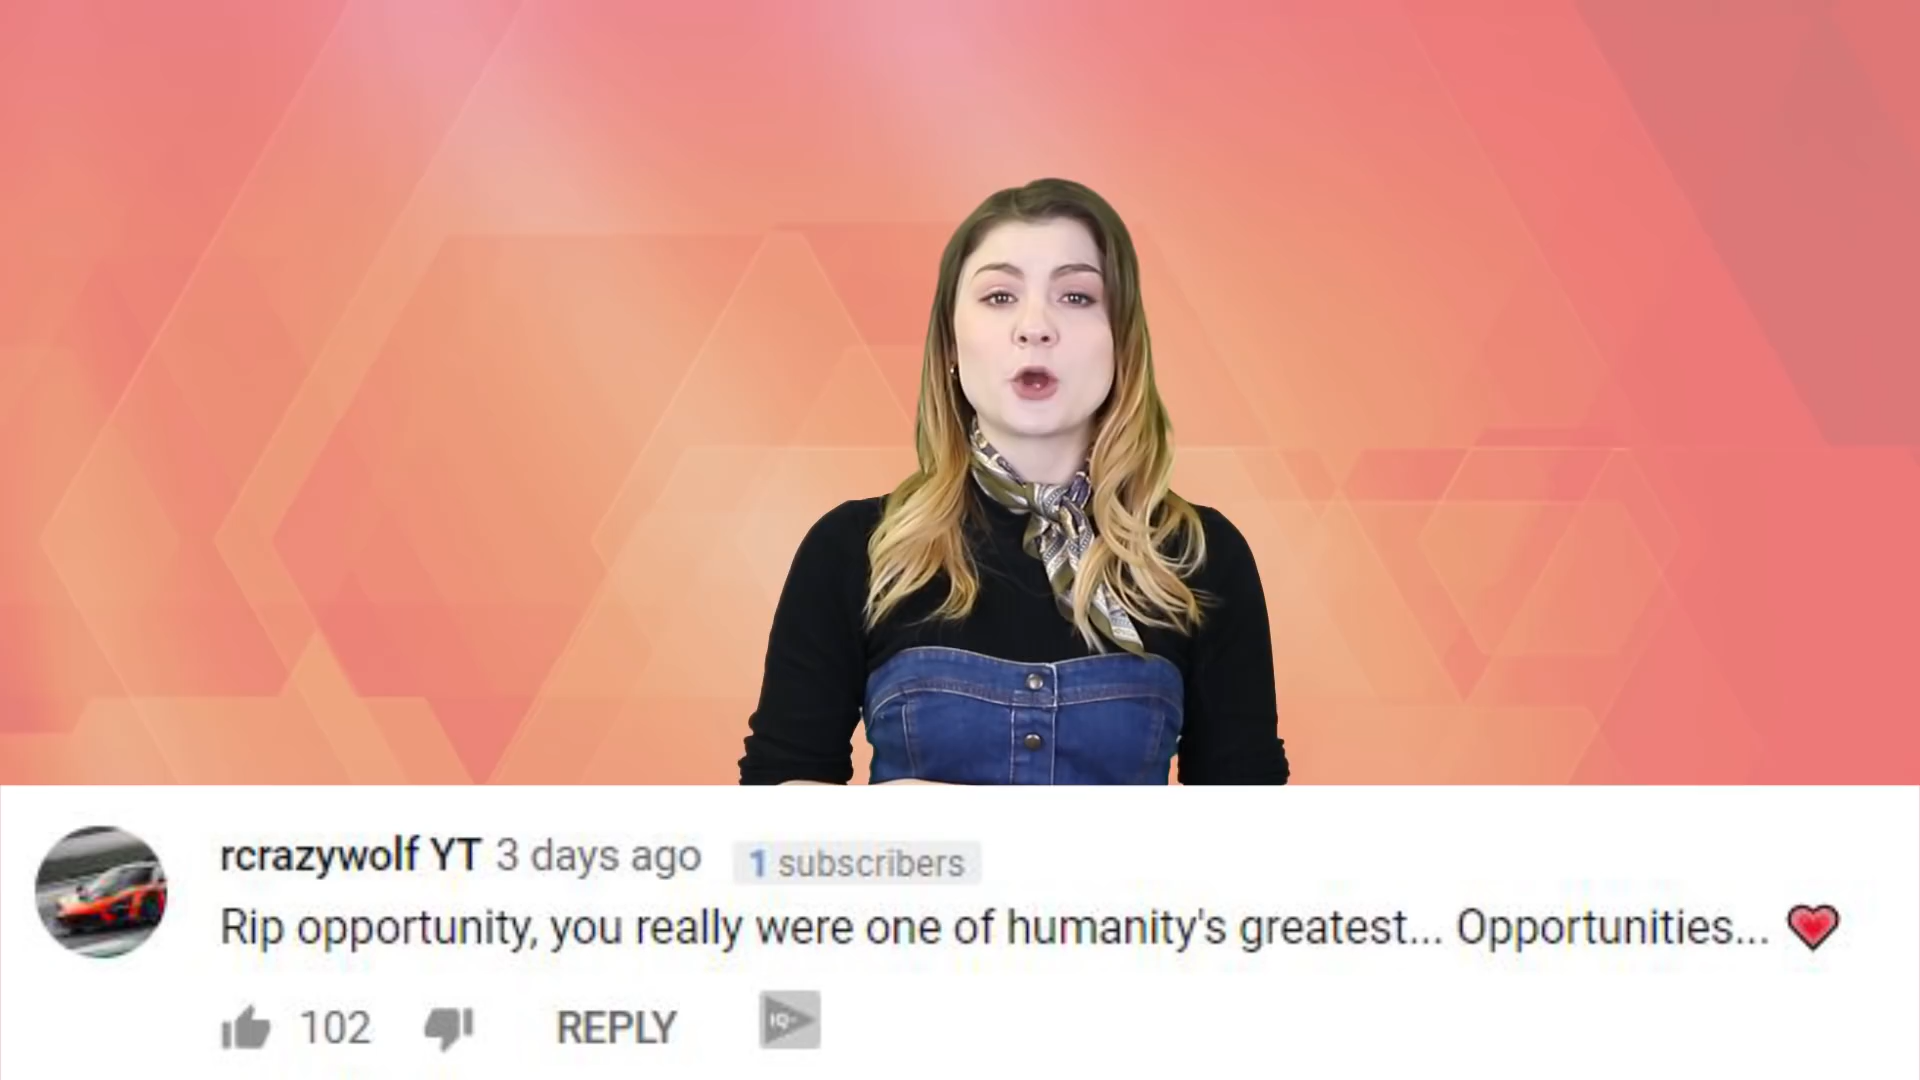 rcrazywolf YT 3 days ago 1 subscribers
Rip opportunity, you really were one of humanity's greatest... Opportunities... ❤
102 REPLY IQ